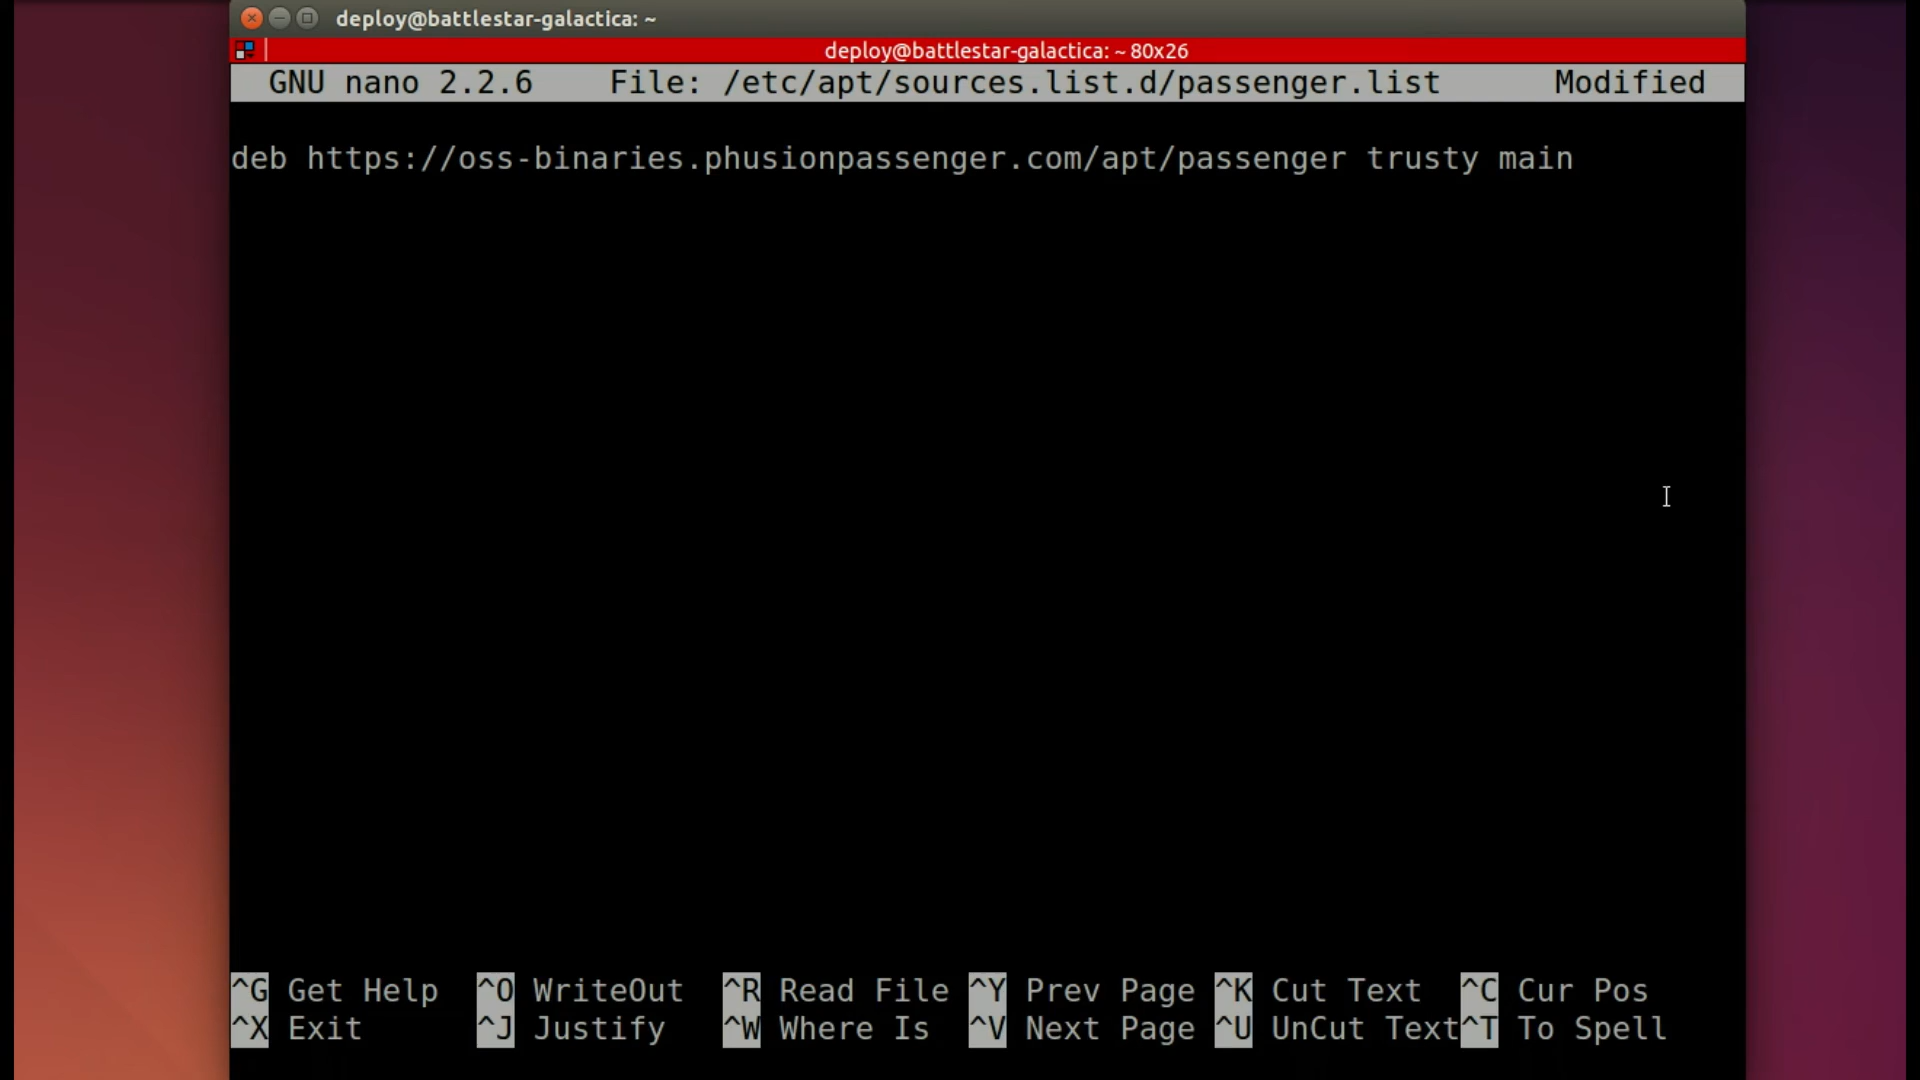 deploy@battlestar-galactica: ~
deploy@battlestar-galactica: ~ 80x26
GNU nano 2.2.6 File: /etc/apt/sources.list.d/passenger.list Modified
deb https://oss-binaries.phusionpassenger.com/apt/passenger trusty main
^G Get Help ^O WriteOut ^R Read File ^Y Prev Page ^K Cut Text ^C Cur Pos
^X Exit ^J Justify ^W Where Is ^V Next Page ^U UnCut Text ^T To Spell